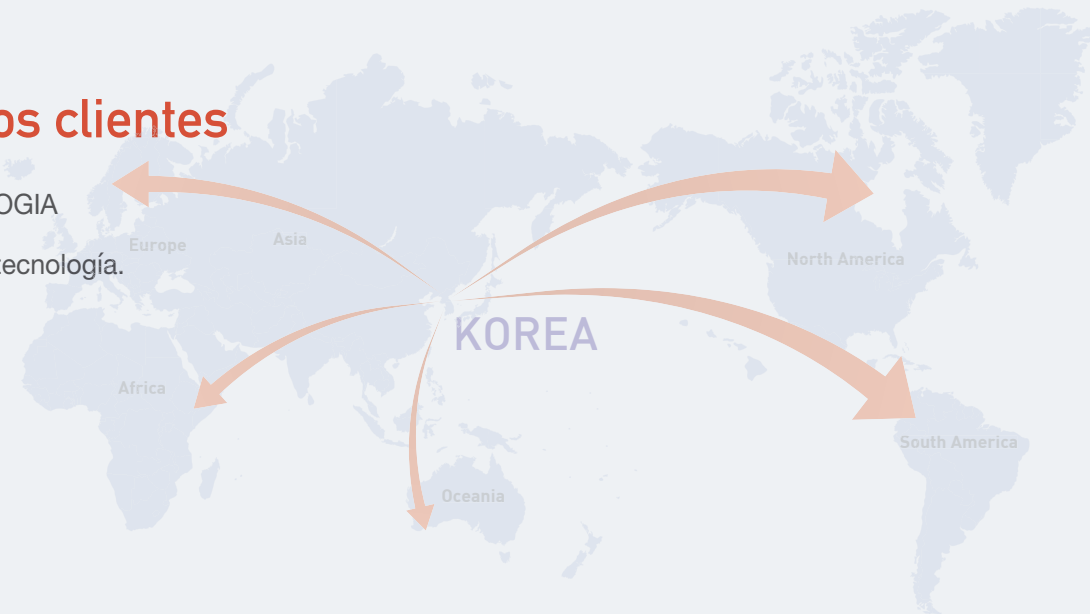 os clientes
OGIA
tecnología.
Europe
Asia
North America
KOREA
Africa
South America
Oceania